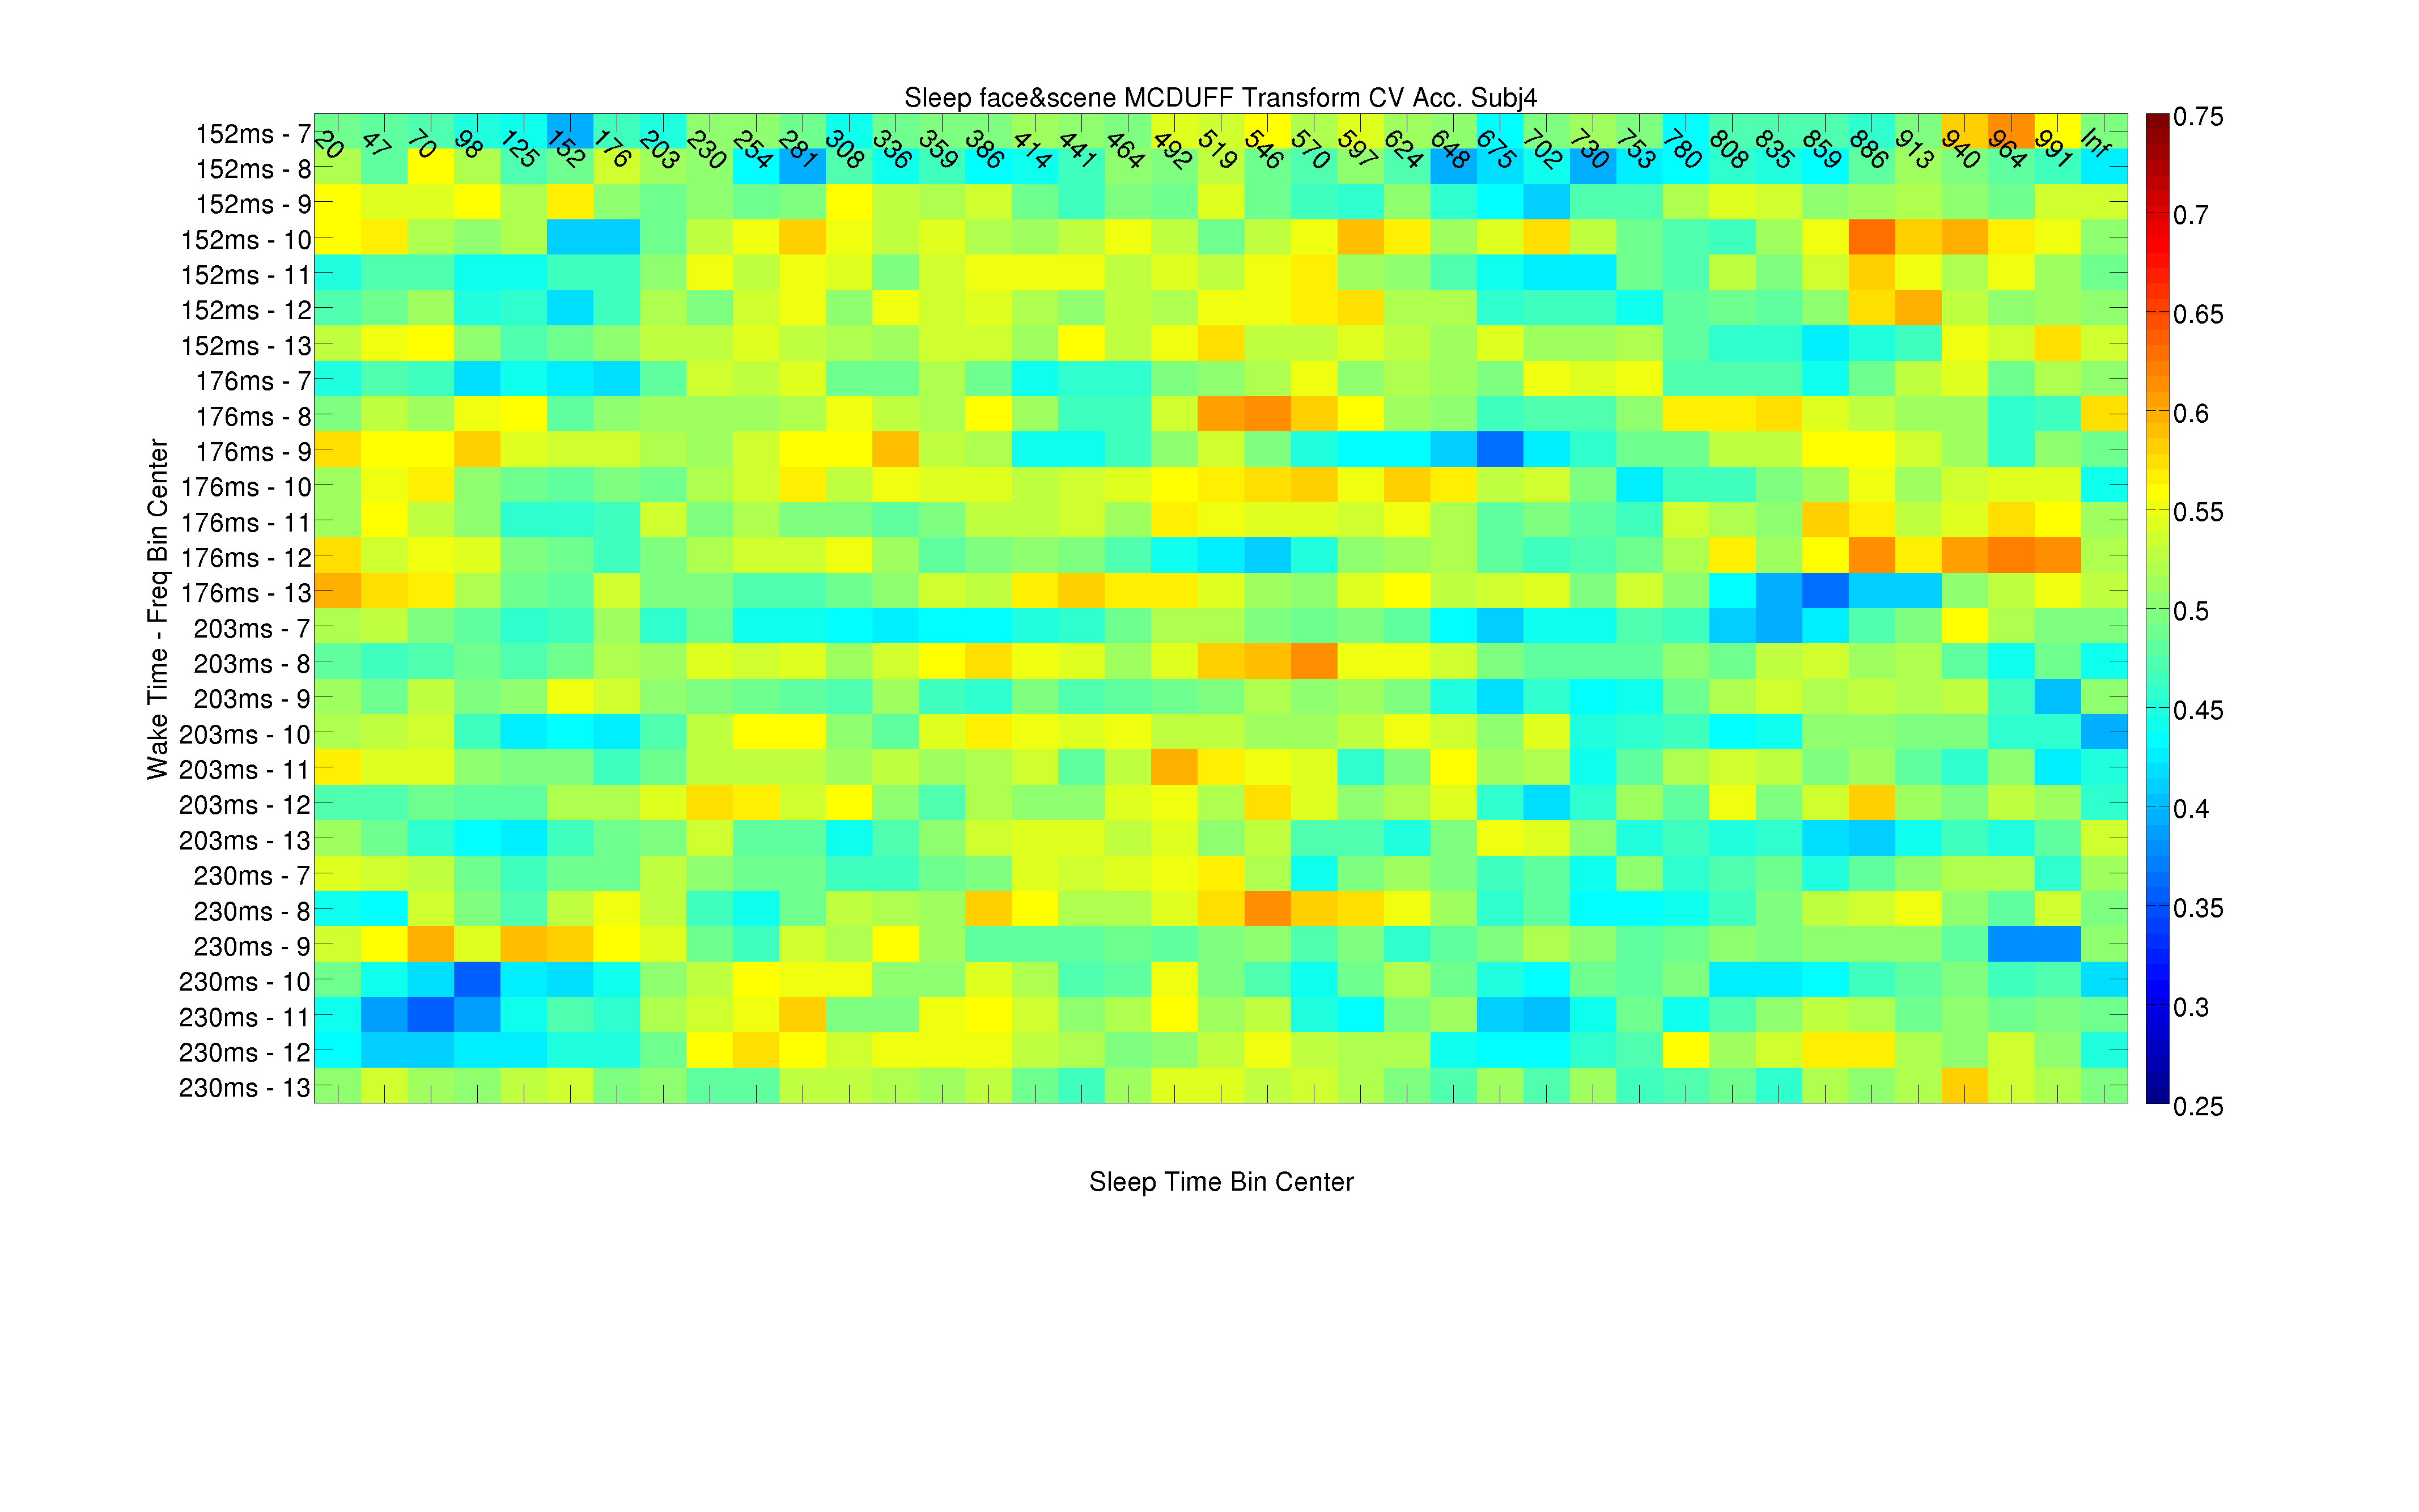 Sleep face&scene MCDUFF Transform CV Acc. Subj4
20 47 70 98 125 152 176 203 230 254 281 308 336 359 386 414 441 464 492 519 546 570 597 624 648 675 702 730 753 780 808 835 859 886 913 940 964 991 Inf
Wake Time - Freq Bin Center
152ms - 7
152ms - 8
152ms - 9
152ms - 10
152ms - 11
152ms - 12
152ms - 13
176ms - 7
176ms - 8
176ms - 9
176ms - 10
176ms - 11
176ms - 12
176ms - 13
203ms - 7
203ms - 8
203ms - 9
203ms - 10
203ms - 11
203ms - 12
203ms - 13
230ms - 7
230ms - 8
230ms - 9
230ms - 10
230ms - 11
230ms - 12
230ms - 13
0.75
0.7
0.65
0.6
0.55
0.5
0.45
0.4
0.35
0.3
0.25
Sleep Time Bin Center